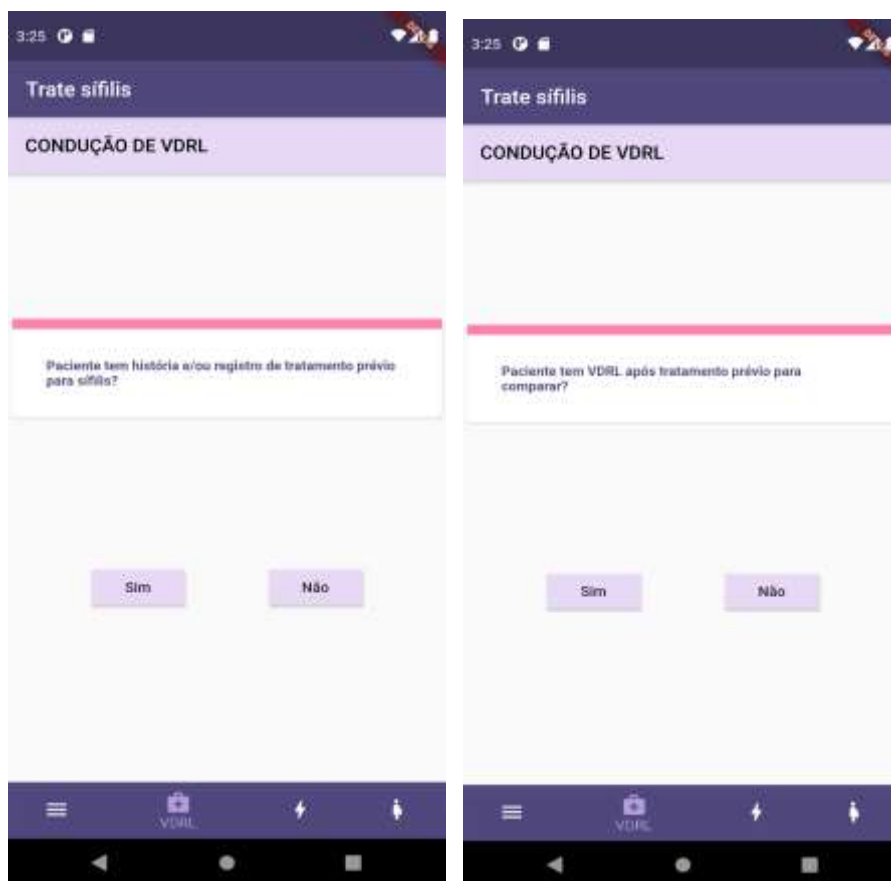 3:25
Trate sífilis
CONDUÇÃO DE VDRL
Paciente tem história e/ou registro de tratamento prévio
para sífilis?
Sim
Não
VDRL
3:25
Trate sífilis
CONDUÇÃO DE VDRL
Paciente tem VDRL após tratamento prévio para
comparar?
Sim
Não
VDRL